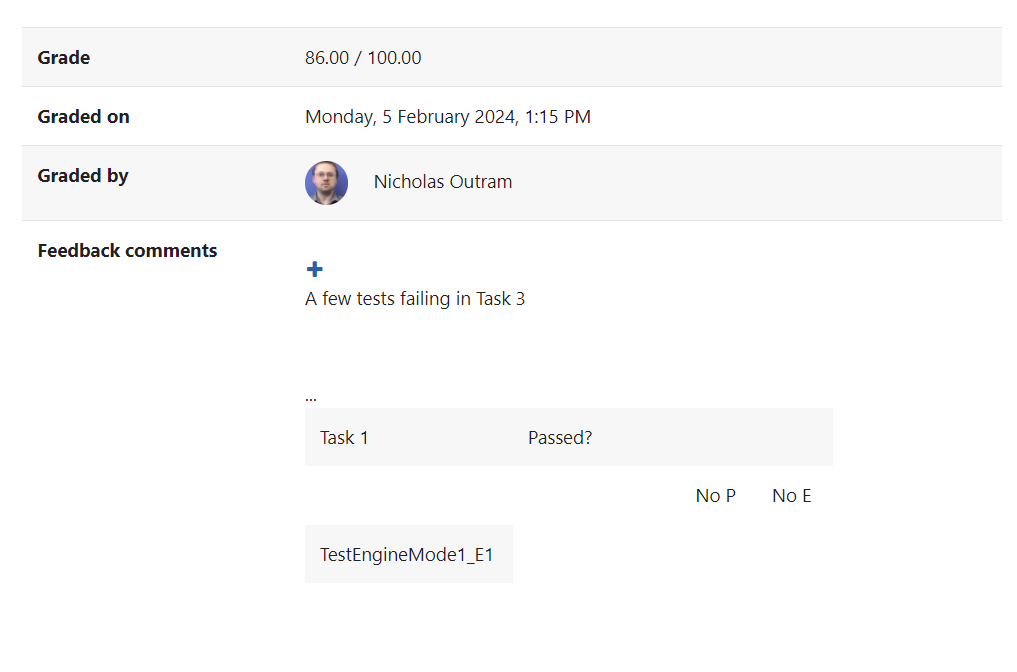 Grade 86.00 / 100.00
Graded on Monday, 5 February 2024, 1:15 PM
Graded by Nicholas Outram
Feedback comments
A few tests failing in Task 3
...
Task 1 Passed?
No P No E
TestEngineMode1_E1